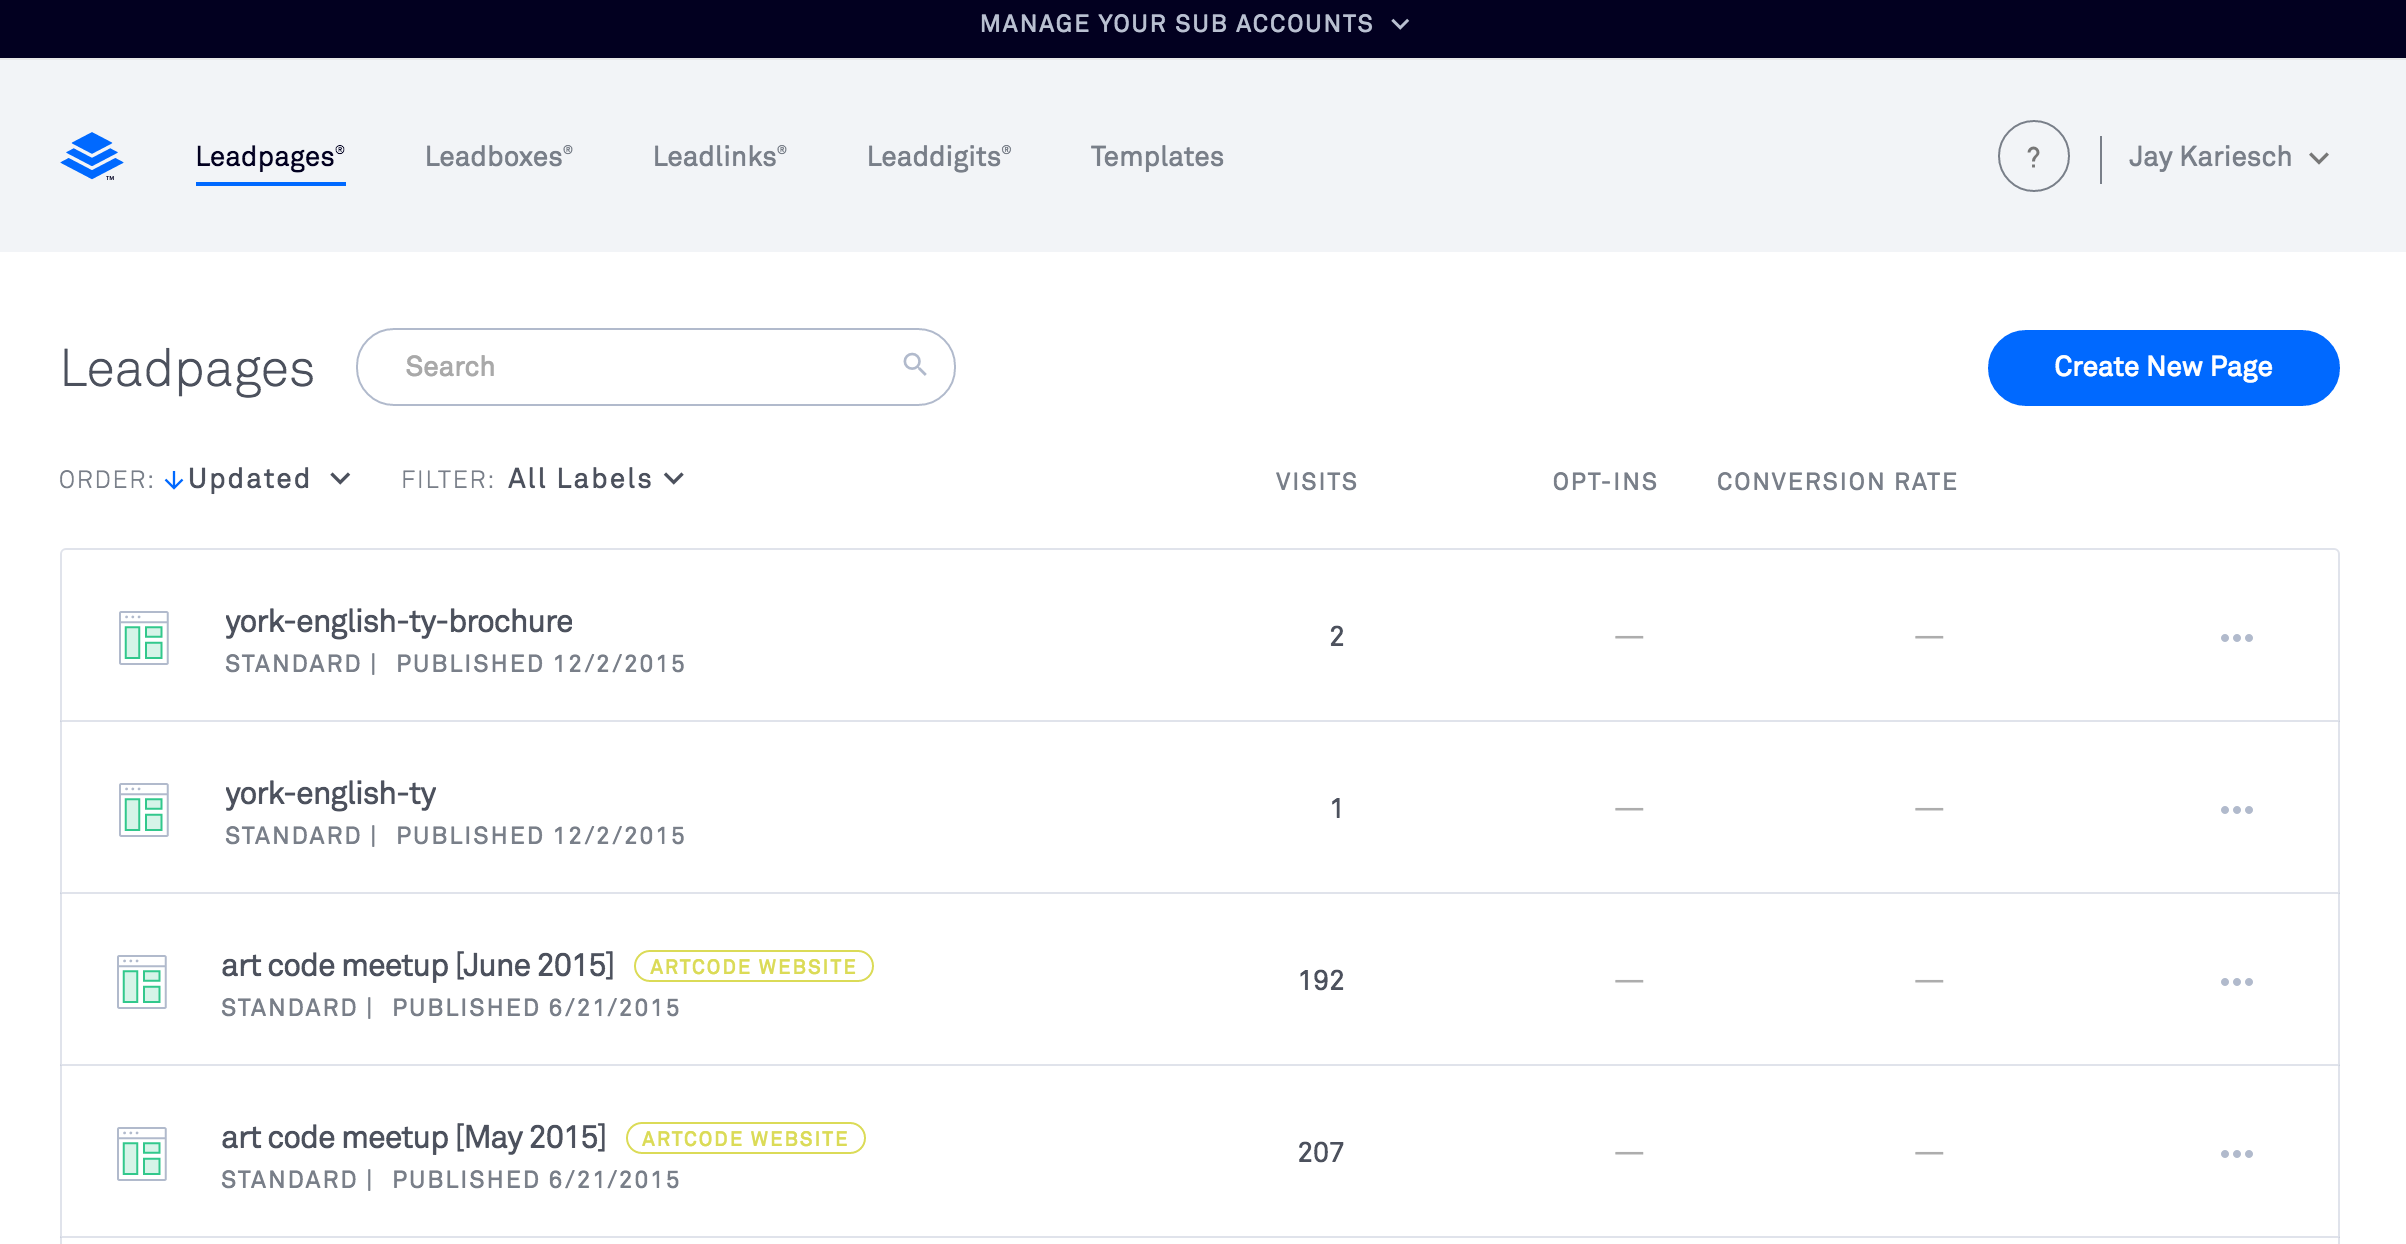 MANAGE YOUR SUB ACCOUNTS
Leadpages® Leadboxes® Leadlinks® Leaddigits® Templates ? Jay Kariesch
™
Leadpages Search Create New Page
ORDER: Updated FILTER: All Labels VISITS OPT-INS CONVERSION RATE
york-english-ty-brochure
STANDARD | PUBLISHED 12/2/2015
2 — —
york-english-ty
STANDARD | PUBLISHED 12/2/2015
1 — —
art code meetup [June 2015] ARTCODE WEBSITE
STANDARD | PUBLISHED 6/21/2015
192 — —
art code meetup [May 2015] ARTCODE WEBSITE
STANDARD | PUBLISHED 6/21/2015
207 — —